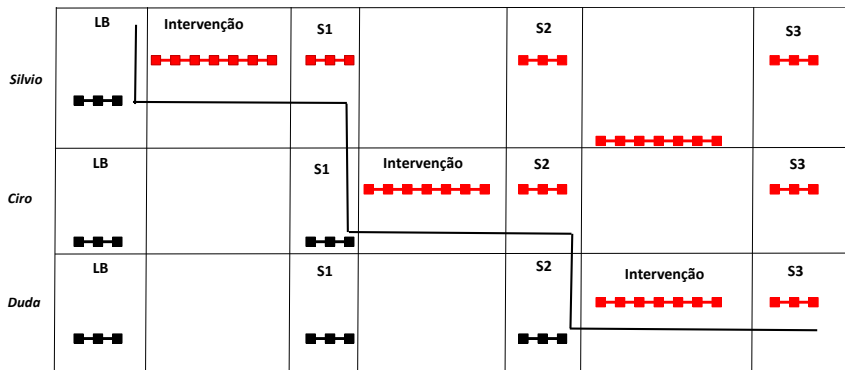 LB Intervenção S1 S2 S3
Silvio
LB S1 Intervenção S2 S3
Ciro
LB S1 S2 Intervenção S3
Duda